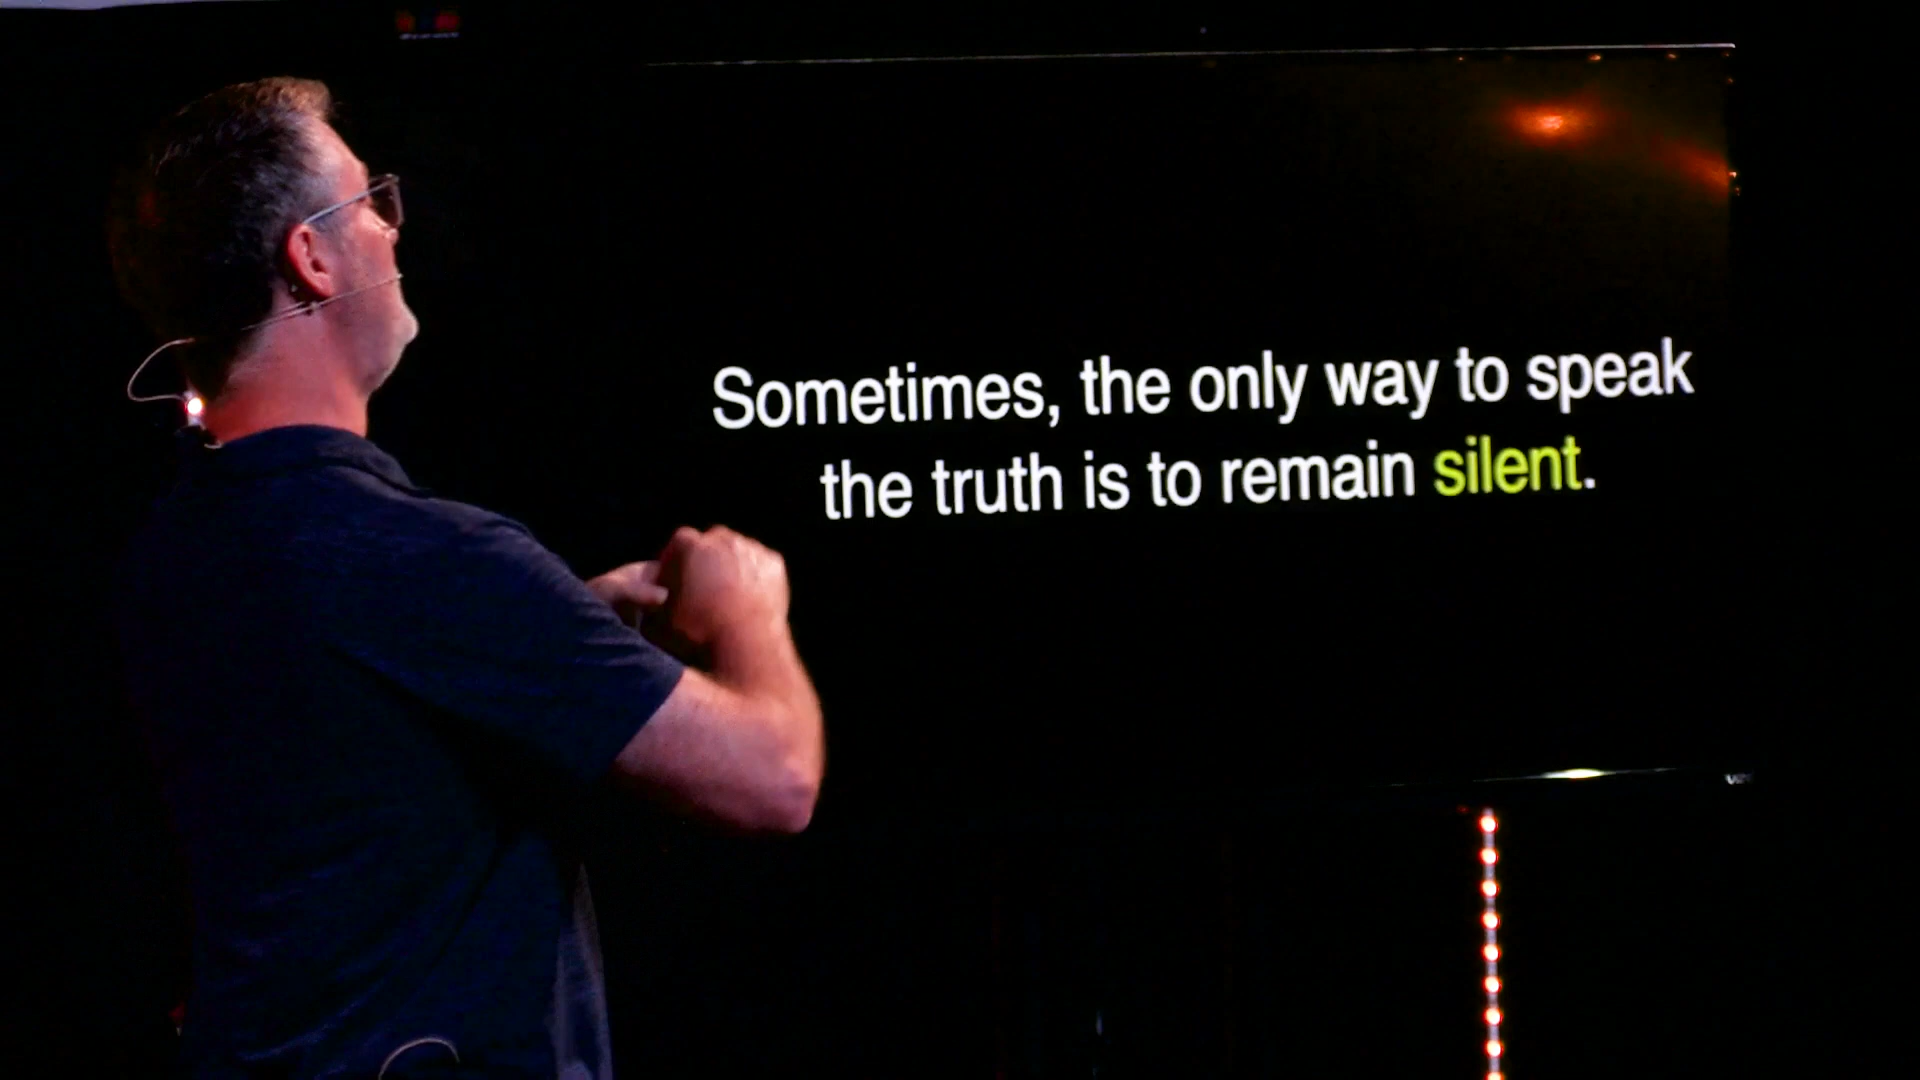 Sometimes, the only way to speak
the truth is to remain silent.